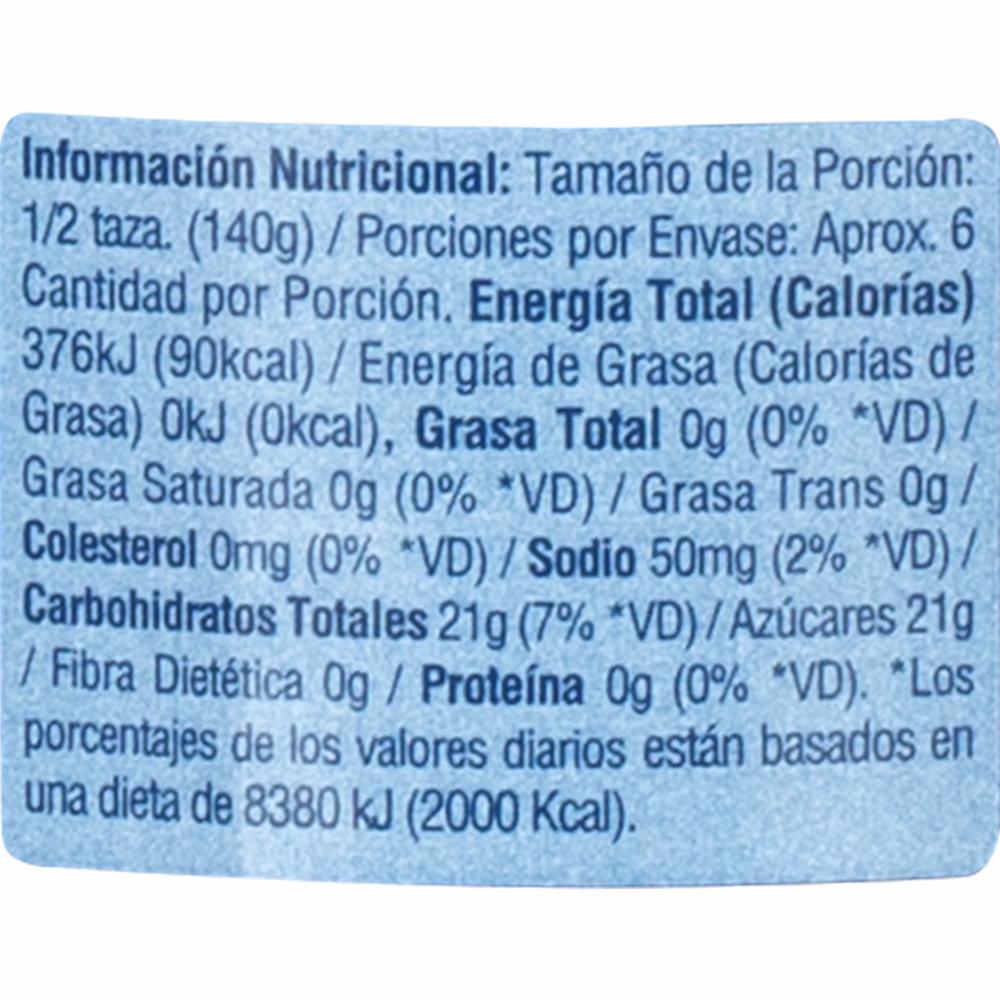 Información Nutricional: Tamaño de la Porción:
1/2 taza. (140g) / Porciones por Envase: Aprox. 6
Cantidad por Porción. Energía Total (Calorías)
376kJ (90kcal) / Energía de Grasa (Calorías de
Grasa) 0kJ (0kcal), Grasa Total 0g (0% *VD) /
Grasa Saturada 0g (0% *VD) / Grasa Trans 0g /
Colesterol 0mg (0% *VD) / Sodio 50mg (2% *VD) /
Carbohidratos Totales 21g (7% *VD) / Azúcares 21g
/ Fibra Dietética 0g / Proteína 0g (0% *VD). *Los
porcentajes de los valores diarios están basados en
una dieta de 8380 kJ (2000 Kcal).